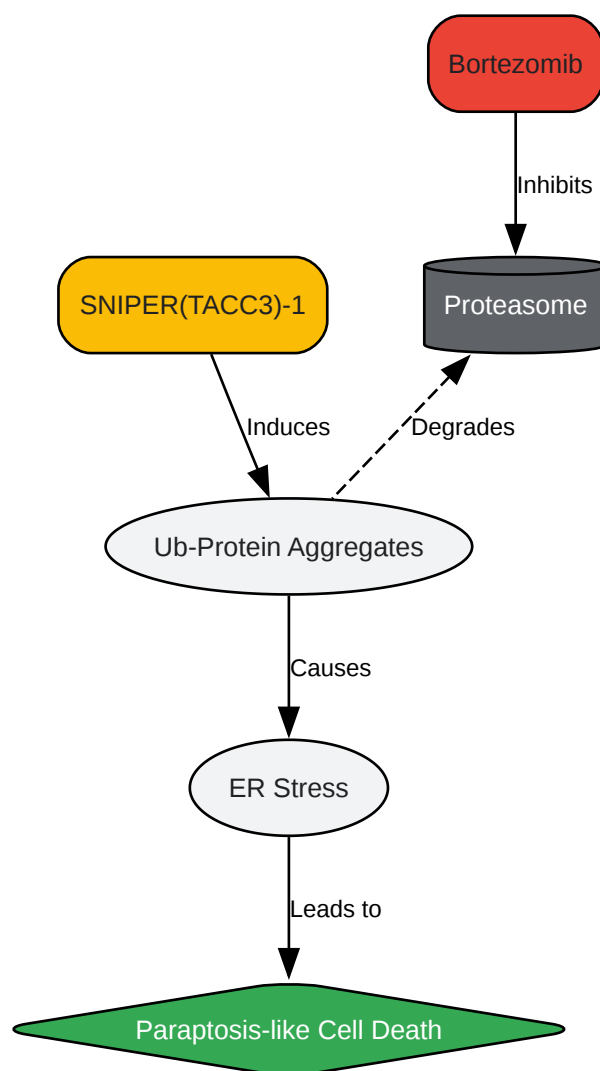 Bortezomib
Inhibits
SNIPER(TACC3)-1
Proteasome
Induces
Degrades
Ub-Protein Aggregates
Causes
ER Stress
Leads to
Paraptosis-like Cell Death